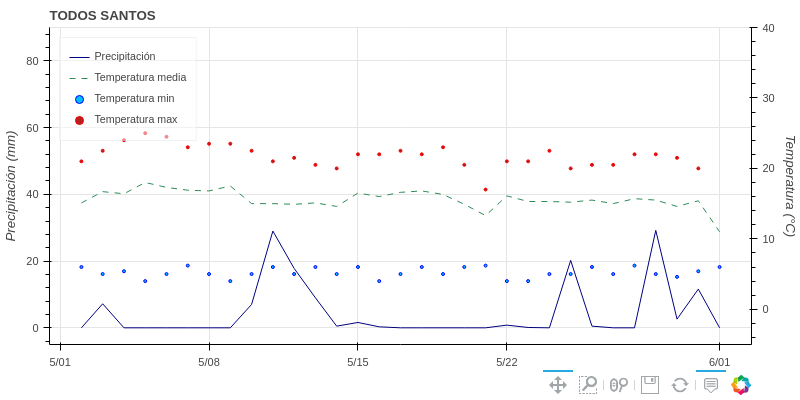 TODOS SANTOS
Precipitación
Temperatura media
Temperatura min
Temperatura max
Precipitación (mm)
80
60
40
20
0
Temperatura (°C)
40
30
20
10
0
5/01
5/08
5/15
5/22
6/01